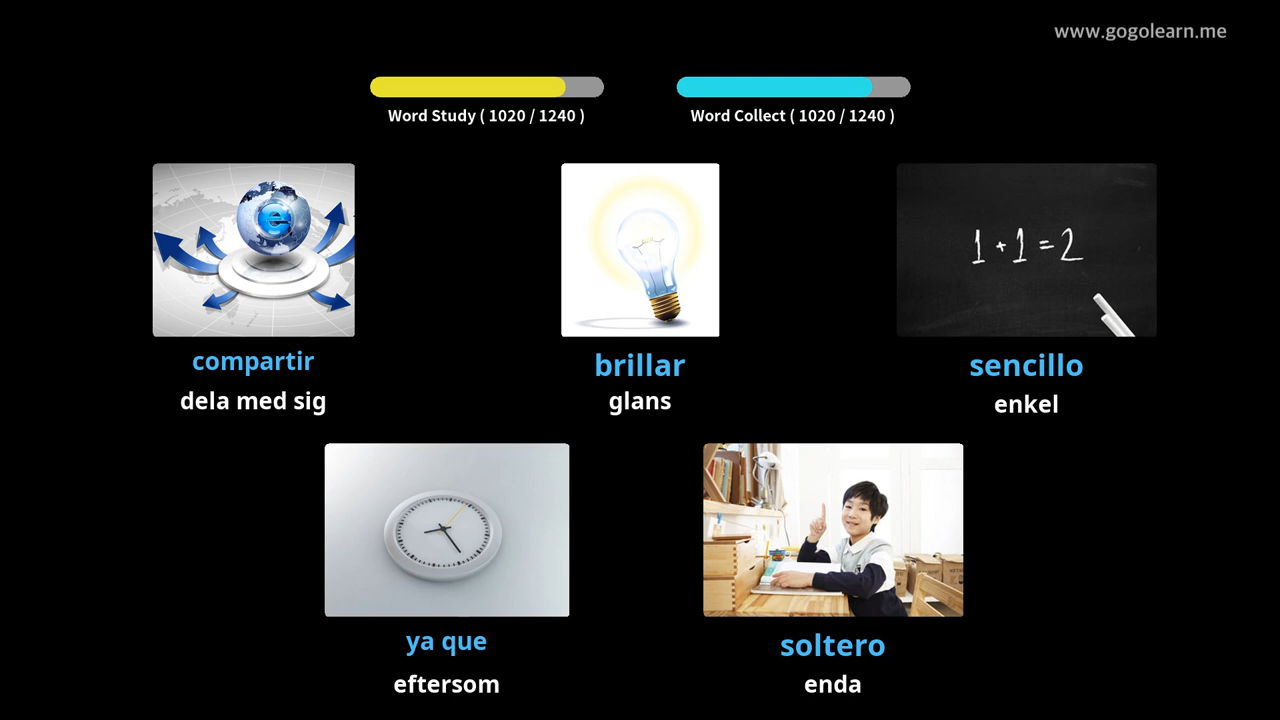 www.gogolearn.me
Word Study ( 1020 / 1240 )
Word Collect ( 1020 / 1240 )
e
1 + 1 = 2
compartir
brillar
sencillo
dela med sig
glans
enkel
ya que
soltero
eftersom
enda